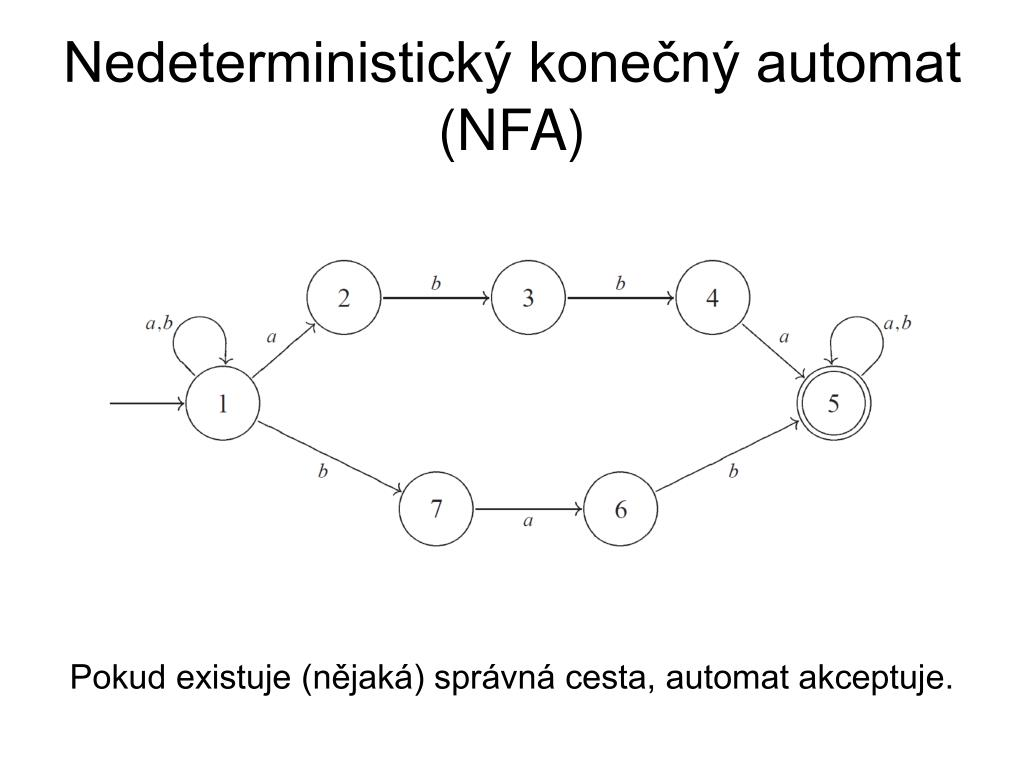 Nedeterministický konečný automat
(NFA)
2 b 3 b 4
a,b a a a,b
1 5
b b
7 a 6
Pokud existuje (nějaká) správná cesta, automat akceptuje.